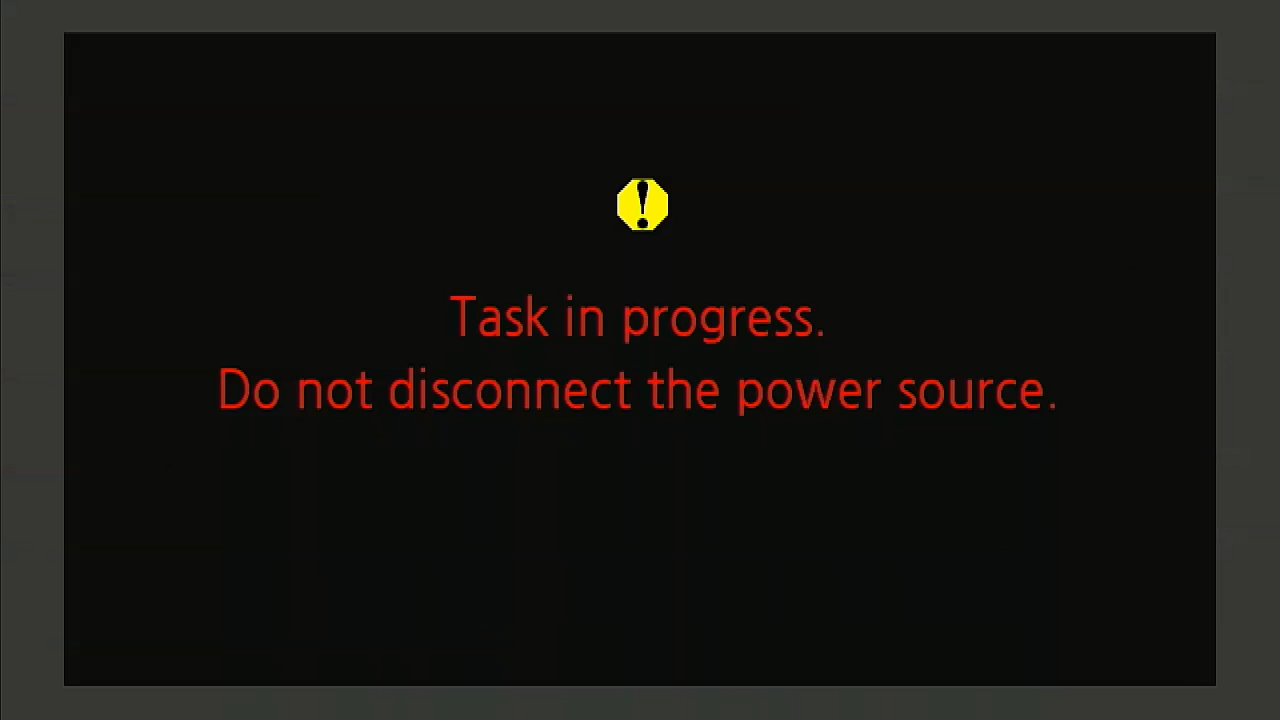 Task in progress.
Do not disconnect the power source.